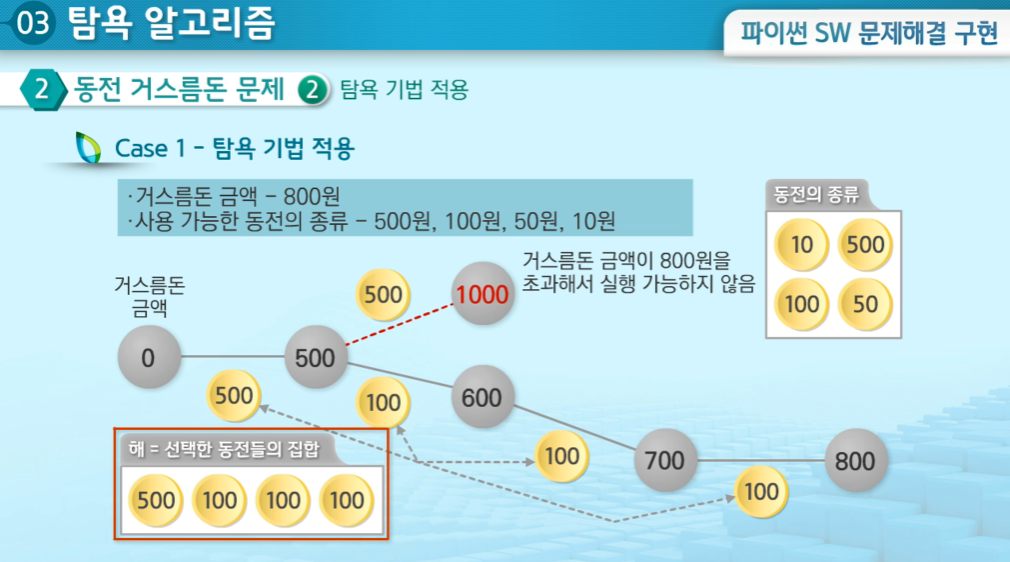 03 탐욕 알고리즘
파이썬 SW 문제해결 구현
2 동전 거스름돈 문제 2 탐욕 기법 적용
Case 1 - 탐욕 기법 적용
·거스름돈 금액 - 800원
·사용 가능한 동전의 종류 - 500원, 100원, 50원, 10원
동전의 종류
10 500
100 50
거스름돈 금액이 800원을
초과해서 실행 가능하지 않음
거스름돈
금액
500
1000
0
500
500
100
600
100
700
800
100
해 = 선택한 동전들의 집합
500 100 100 100